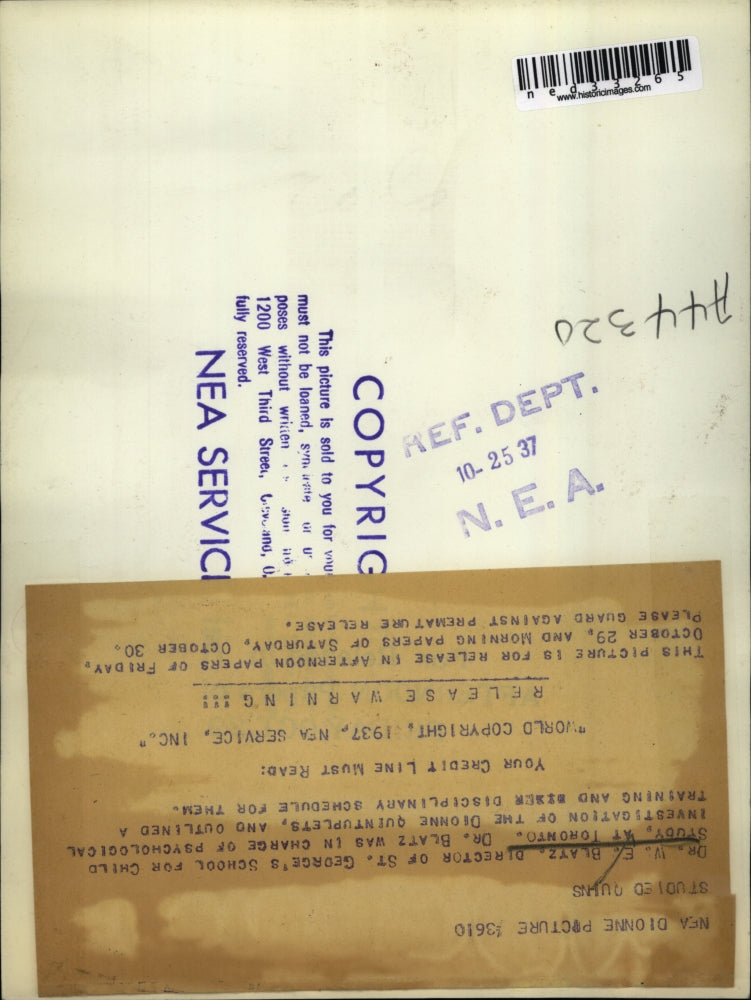 ned33265
www.historicimages.com
A44320
REF. DEPT.
10-25 37
N. E. A.
COPYRIG
This picture is sold to you for your
must not be loaned,
poses without written
1200 West Third Street, Cleveland, O.
fully reserved.
NEA SERVIC
NEA DIONNE PICTURE #3610
STUDIED QUINS
DR. W. E. BLATZ, DIRECTOR OF ST. GEORGE'S SCHOOL FOR CHILD
STUDY, AT TORONTO. DR. BLATZ WAS IN CHARGE OF PSYCHOLOGICAL
INVESTIGATION OF THE DIONNE QUINTUPLETS, AND OUTLINED A
TRAINING AND DISCIPLINARY SCHEDULE FOR THEM.
YOUR CREDIT LINE MUST READ:
"WORLD COPYRIGHT, 1937, NEA SERVICE, INC."
RELEASE WARNING!!!
THIS PICTURE IS FOR RELEASE IN AFTERNOON PAPERS OF FRIDAY,
OCTOBER 29, AND MORNING PAPERS OF SATURDAY, OCTOBER 30.
PLEASE GUARD AGAINST PREMATURE RELEASE.